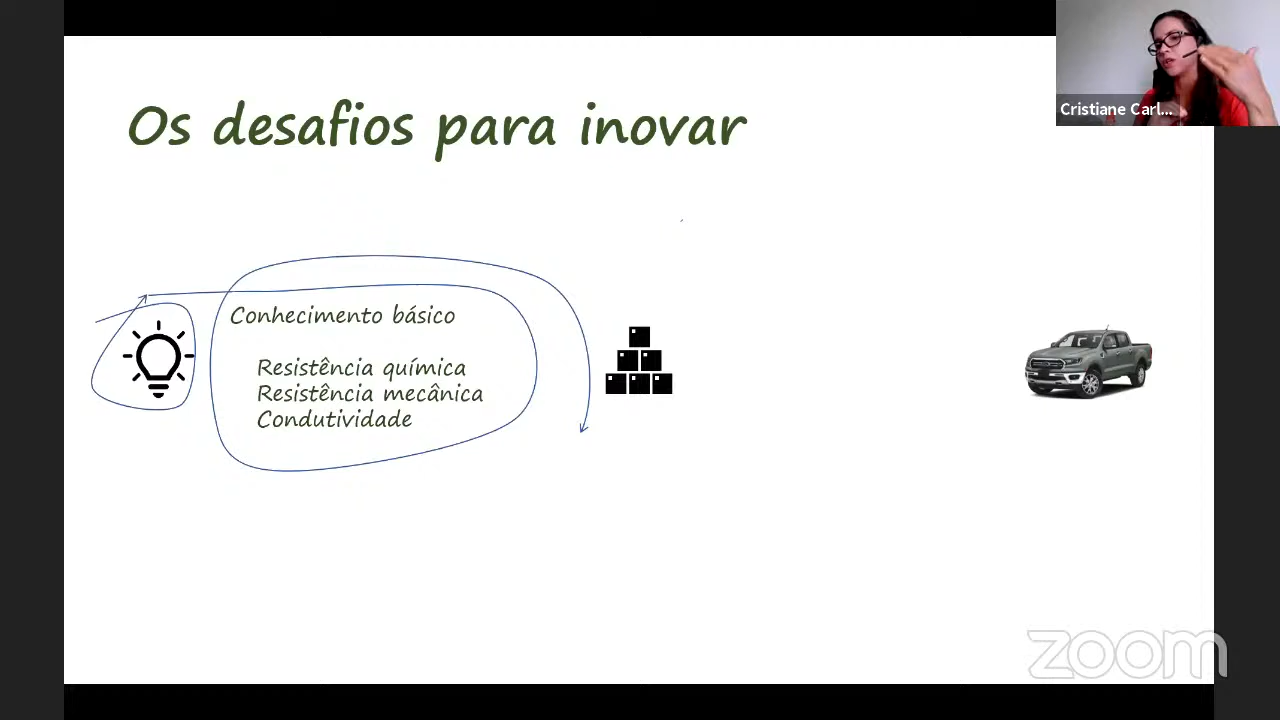 Os desafios para inovar
Cristiane Carl...
Conhecimento básico
Resistência química
Resistência mecânica
Condutividade
zoom